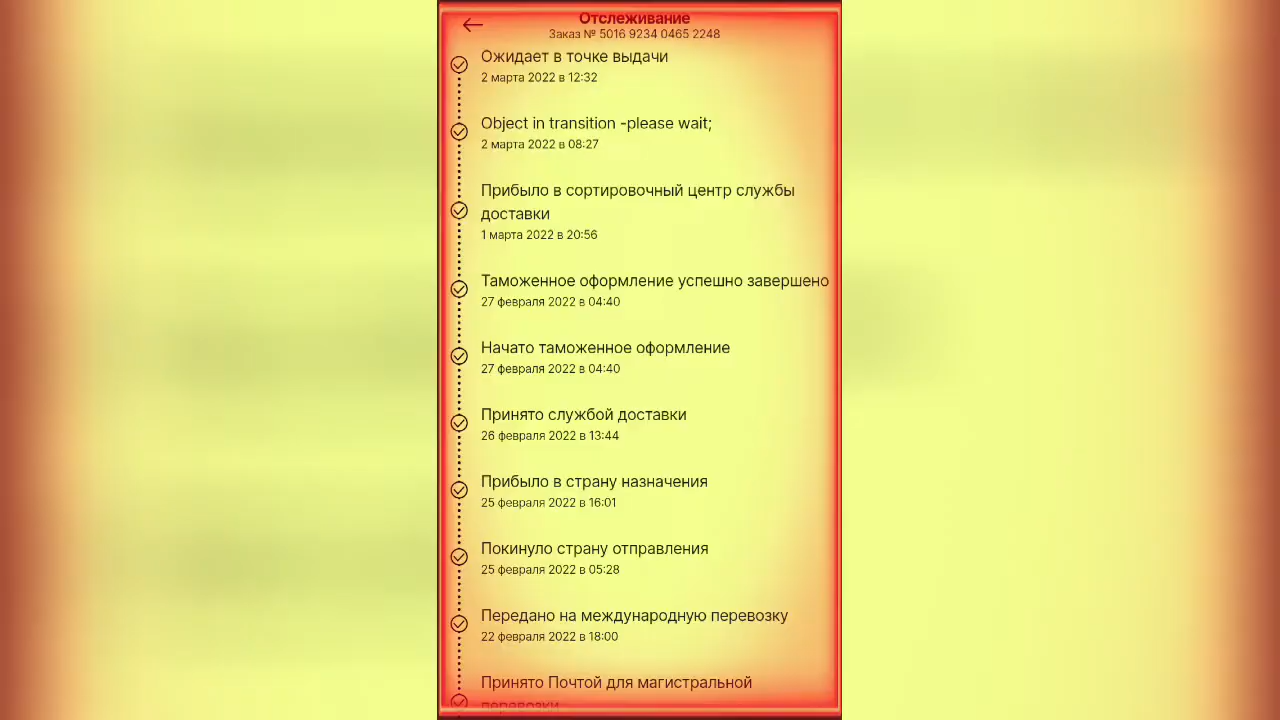 Отслеживание
Заказ № 5016 9234 0465 2248
Ожидает в точке выдачи
2 марта 2022 в 12:32
Object in transition -please wait;
2 марта 2022 в 08:27
Прибыло в сортировочный центр службы
доставки
1 марта 2022 в 20:56
Таможенное оформление успешно завершено
27 февраля 2022 в 04:40
Начато таможенное оформление
27 февраля 2022 в 04:40
Принято службой доставки
26 февраля 2022 в 13:44
Прибыло в страну назначения
25 февраля 2022 в 16:01
Покинуло страну отправления
25 февраля 2022 в 05:28
Передано на международную перевозку
22 февраля 2022 в 18:00
Принято Почтой для магистральной
перевозки